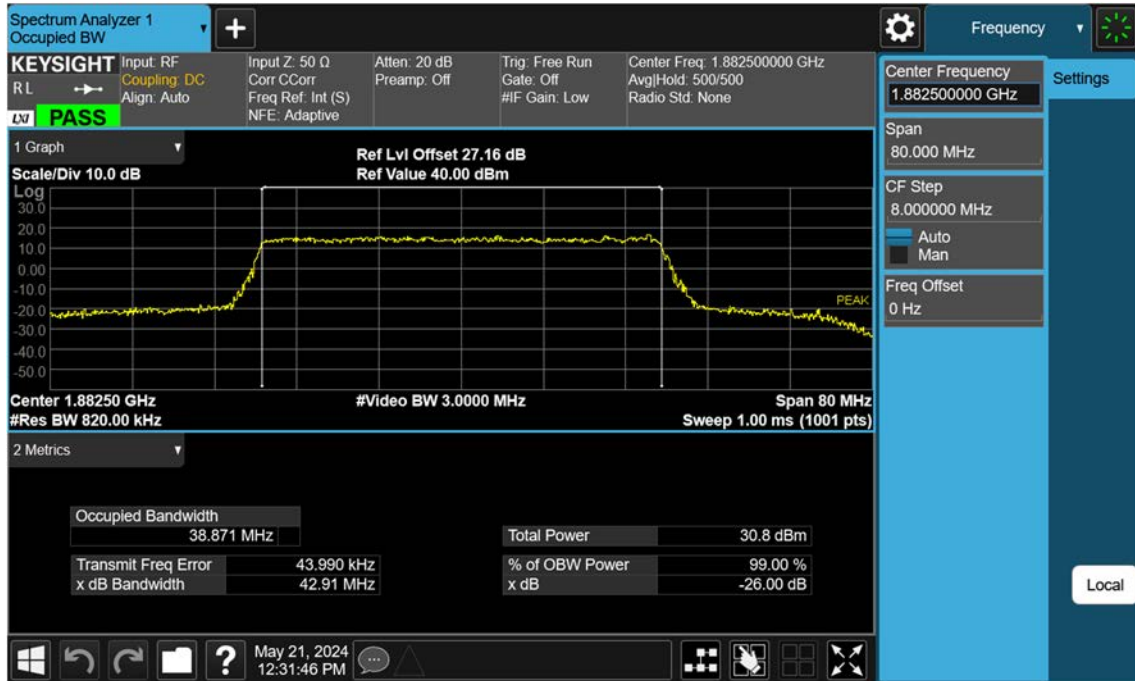 Spectrum Analyzer 1
Occupied BW
+
Frequency
KEYSIGHT
RL
LXI
PASS
Input: RF
Coupling: DC
Align: Auto
Input Z: 50 Ω
Corr CCorr
Freq Ref: Int (S)
NFE: Adaptive
Atten: 20 dB
Preamp: Off
Trig: Free Run
Gate: Off
#IF Gain: Low
Center Freq: 1.882500000 GHz
Avg|Hold: 500/500
Radio Std: None
Center Frequency
1.882500000 GHz
Settings
Span
80.000 MHz
CF Step
8.000000 MHz
Auto
Man
Freq Offset
0 Hz
Local
1 Graph
Ref Lvl Offset 27.16 dB
Scale/Div 10.0 dB
Ref Value 40.00 dBm
Log
30.0
20.0
10.0
0.00
-10.0
-20.0
-30.0
-40.0
-50.0
PEAK
Center 1.88250 GHz
#Video BW 3.0000 MHz
Span 80 MHz
#Res BW 820.00 kHz
Sweep 1.00 ms (1001 pts)
2 Metrics
Occupied Bandwidth
38.871 MHz
Total Power 30.8 dBm
Transmit Freq Error 43.990 kHz
% of OBW Power 99.00 %
x dB Bandwidth 42.91 MHz
x dB -26.00 dB
?
May 21, 2024
12:31:46 PM